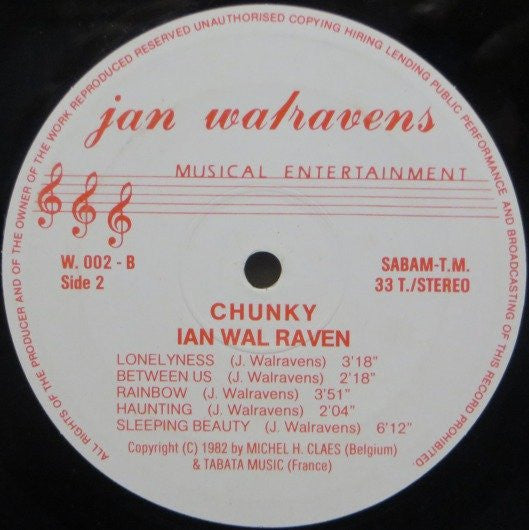 ALL RIGHTS OF THE PRODUCER AND OF THE OWNER OF THE WORK REPRODUCED RESERVED UNAUTHORISED COPYING HIRING LENDING PUBLIC PERFORMANCE AND BROADCASTING OF THIS RECORD PROHIBITED.
jan walravens
MUSICAL ENTERTAINMENT
W. 002 - B
Side 2
SABAM-T.M.
33 T./STEREO
CHUNKY
IAN WAL RAVEN
LONELYNESS (J. Walravens) 3'18"
BETWEEN US (J. Walravens) 2'18"
RAINBOW (J. Walravens) 3'51"
HAUNTING (J. Walravens) 2'04"
SLEEPING BEAUTY (J. Walravens) 6'12"
Copyright (C) 1982 by MICHEL H. CLAES (Belgium)
& TABATA MUSIC (France)